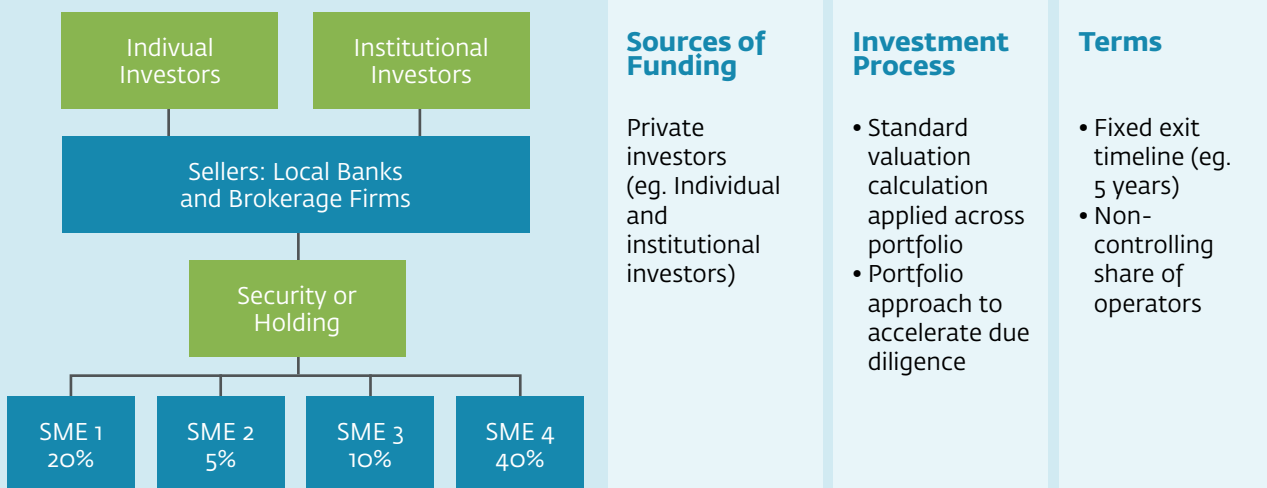 Indivual
Investors
Institutional
Investors
Sellers: Local Banks
and Brokerage Firms
Security or
Holding
SME 1
20%
SME 2
5%
SME 3
10%
SME 4
40%
Sources of
Funding
Private
investors
(eg. Individual
and
institutional
investors)
Investment
Process
• Standard
valuation
calculation
applied across
portfolio
• Portfolio
approach to
accelerate due
diligence
Terms
• Fixed exit
timeline (eg.
5 years)
• Non-
controlling
share of
operators